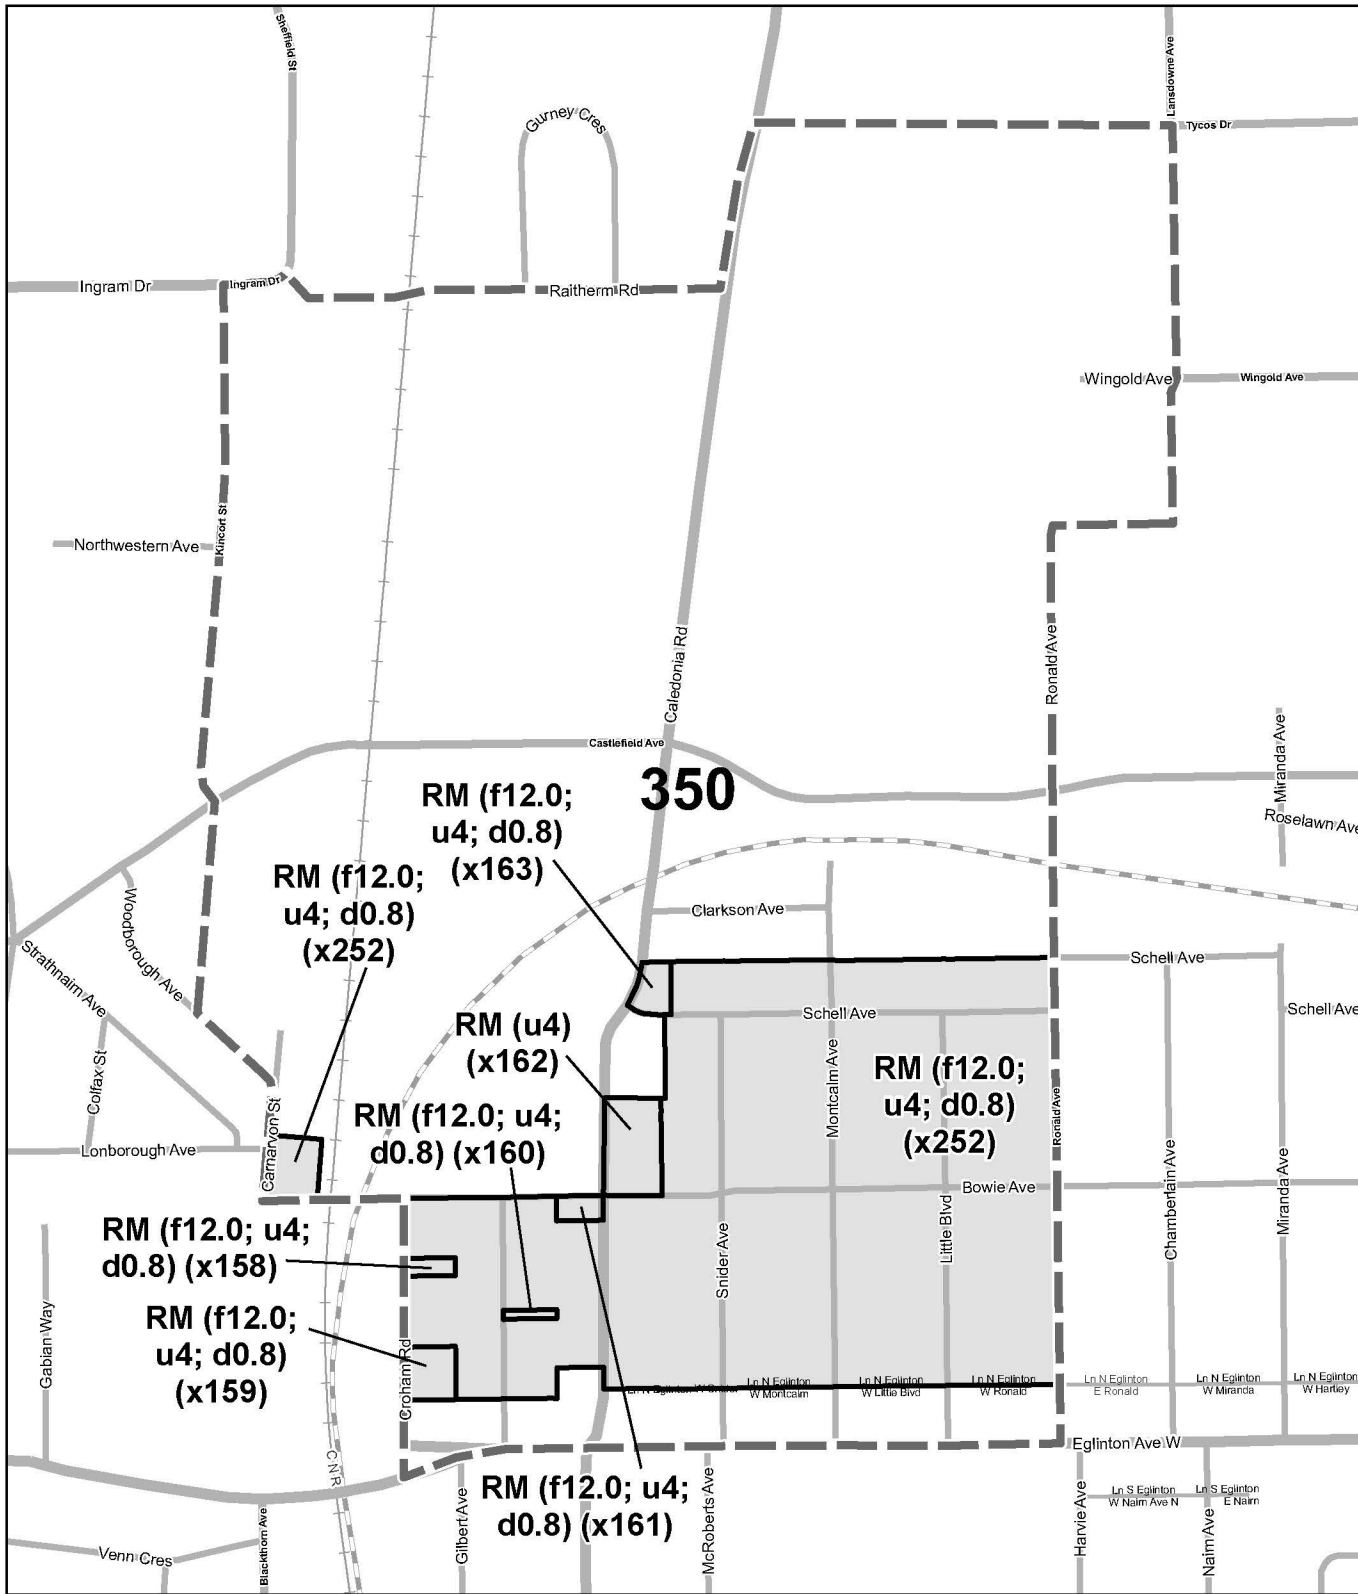 Sheffield St
Lansdowne Ave
Gurney Cres
Tycos Dr
Ingram Dr
Ingram Dr
Raitherm Rd
Wingold Ave
Wingold Ave
Kincort St
Northwestern Ave
Caledonia Rd
Ronald Ave
Castlefield Ave
Miranda Ave
350
RM (f12.0;
u4; d0.8)
(x163)
Roselawn Ave
RM (f12.0;
u4; d0.8)
(x252)
Woodborough Ave
Clarkson Ave
Strathnairn Ave
Schell Ave
Schell Ave
Schell Ave
RM (u4)
(x162)
Colfax St
Montcalm Ave
RM (f12.0;
u4; d0.8)
(x252)
RM (f12.0; u4;
d0.8) (x160)
Ronald Ave
Carnarvon St
Lonborough Ave
Bowie Ave
Chamberlain Ave
Miranda Ave
Little Blvd
Snider Ave
RM (f12.0; u4;
d0.8) (x158)
RM (f12.0;
u4; d0.8)
(x159)
Gabian Way
Croham Rd
Ln N Eglinton W Snider
Ln N Eglinton
W Montcalm
Ln N Eglinton
W Little Blvd
Ln N Eglinton
W Ronald
Ln N Eglinton
E Ronald
Ln N Eglinton
W Miranda
Ln N Eglinton
W Hartley
Eglinton Ave W
CNR
RM (f12.0; u4;
d0.8) (x161)
Ln S Eglinton
W Nairn Ave N
Ln S Eglinton
E Nairn
Blackthorn Ave
Gilbert Ave
McRoberts Ave
Harvie Ave
Nairn Ave
Venn Cres